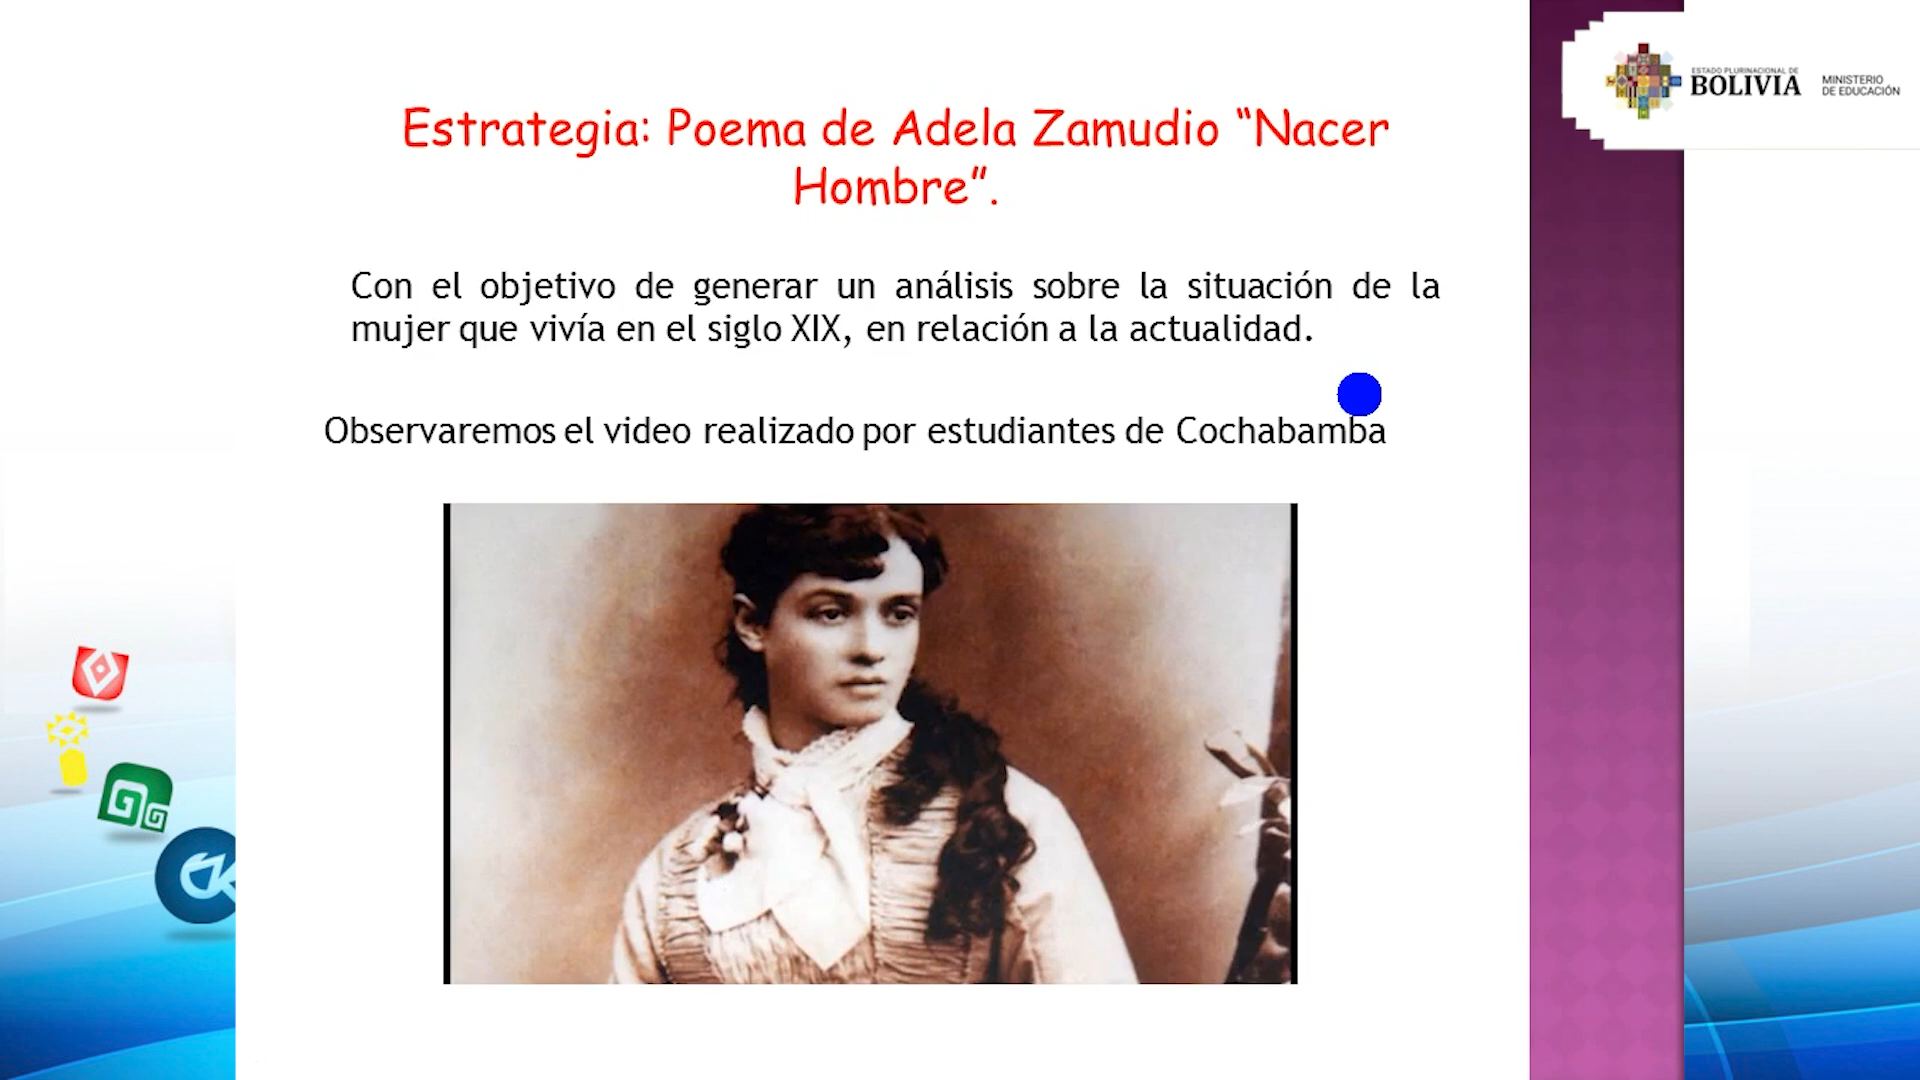 Estrategia: Poema de Adela Zamudio “Nacer
Hombre”.
Con el objetivo de generar un análisis sobre la situación de la
mujer que vivía en el siglo XIX, en relación a la actualidad.
Observaremos el video realizado por estudiantes de Cochabamba
ESTADO PLURINACIONAL DE
BOLIVIA
MINISTERIO
DE EDUCACIÓN